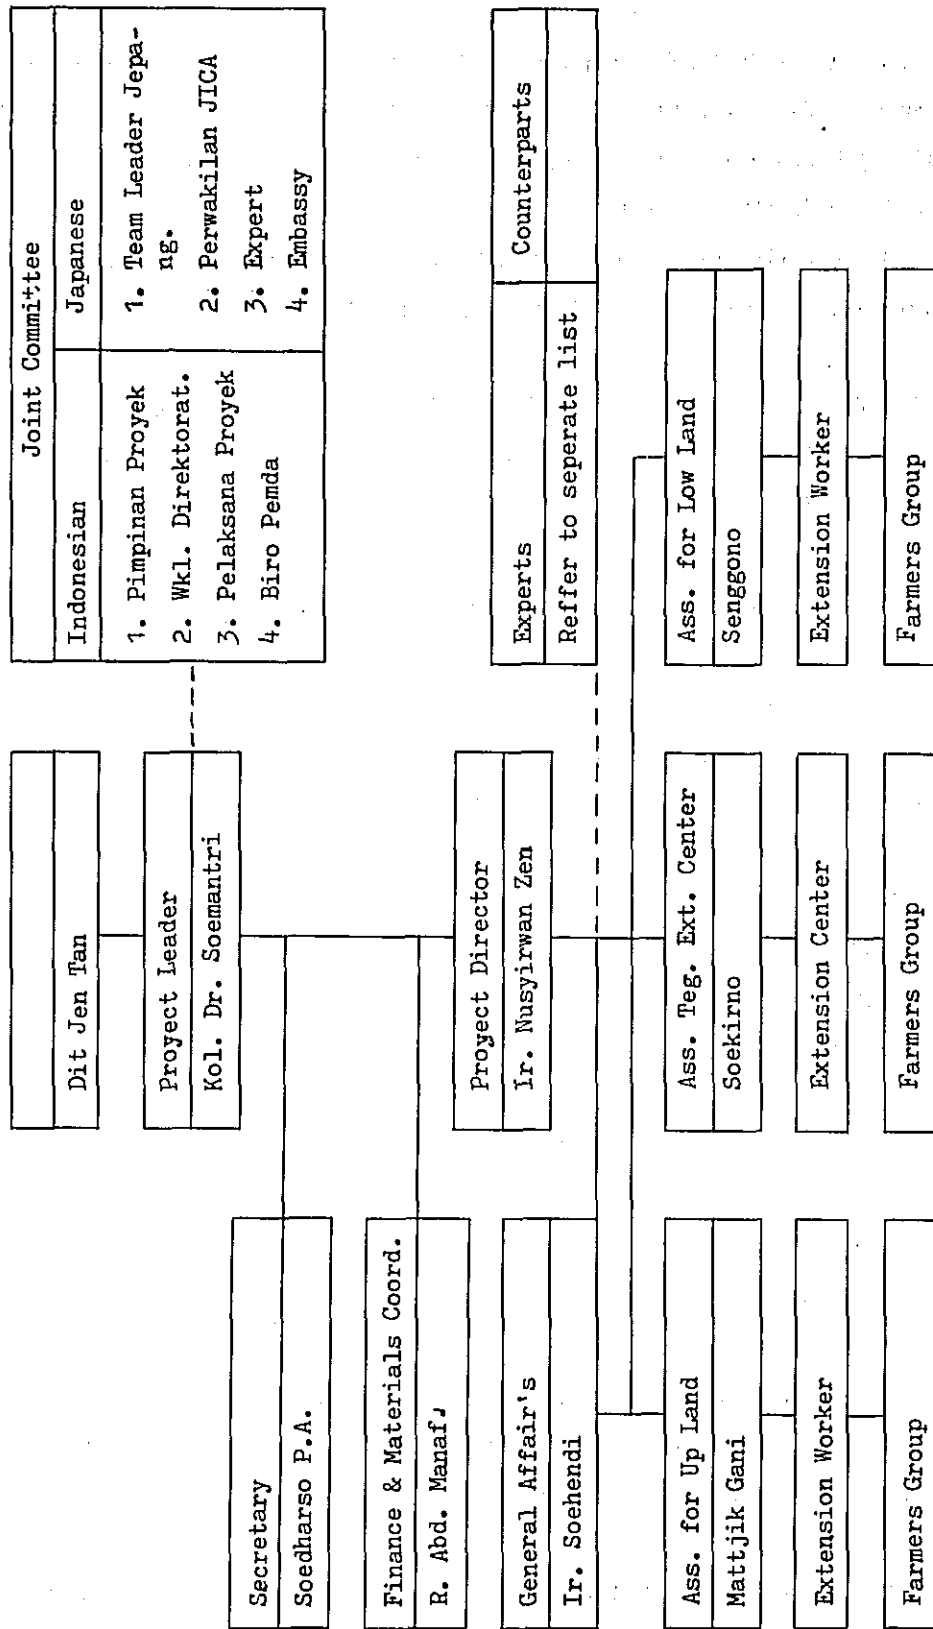 Dit Jen Tan
Proyect Leader
Kol. Dr. Soemantri
Joint Committee
Indonesian
1. Pimpinan Proyek
2. Wkl. Direktorat.
3. Pelaksana Proyek
4. Biro Pemda
Japanese
1. Team Leader Jepa-
ng.
2. Perwakilan JICA
3. Expert
4. Embassy
Secretary
Soedharso P.A.
Finance & Materials Coord.
R. Abd. Manaf.
Proyect Director
Ir. Nusyirwan Zen
General Affair's
Ir. Soehendi
Experts
Counterparts
Reffer to seperate list
Ass. for Up Land
Mattjik Gani
Ass. Teg. Ext. Center
Soekirno
Ass. for Low Land
Senggono
Extension Worker
Extension Center
Extension Worker
Farmers Group
Farmers Group
Farmers Group